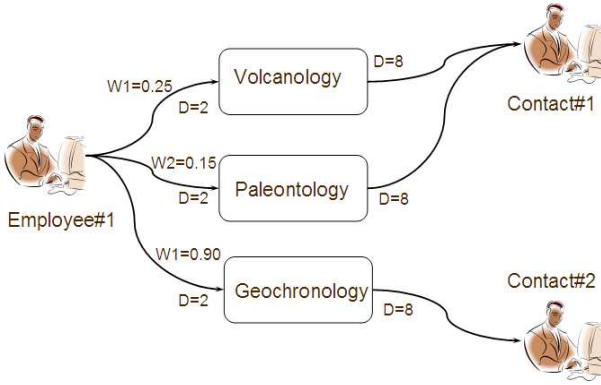 Volcanology
D=8
W1=0.25
D=2
Contact#1
W2=0.15
D=2
Paleontology
D=8
Employee#1
W1=0.90
D=2
Geochronology
D=8
Contact#2